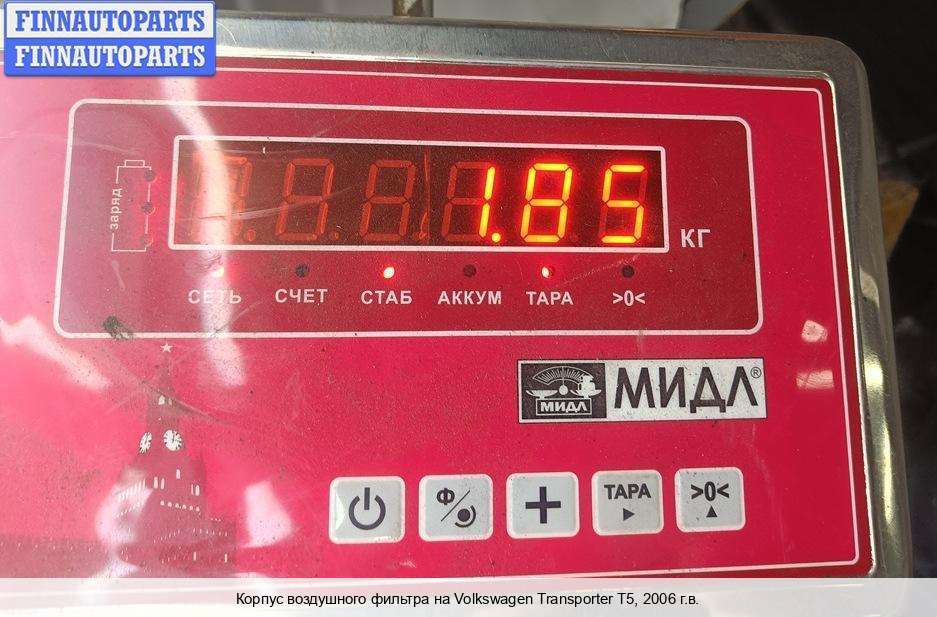 FINNAUTOPARTS
FINNAUTOPARTS
заряд
1.85
КГ
СЕТЬ СЧЕТ СТАБ АККУМ ТАРА >0<
МИДЛ МИДЛ®
Ф ТАРА >0<
Корпус воздушного фильтра на Volkswagen Transporter T5, 2006 г.в.